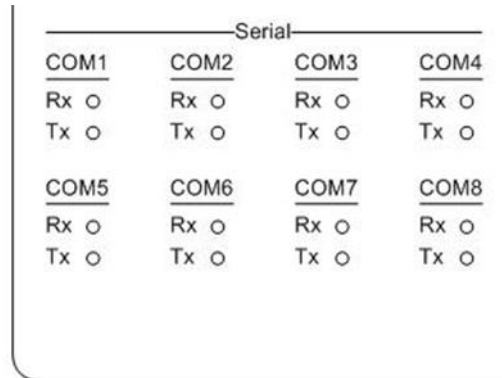 Serial
COM1 COM2 COM3 COM4
Rx Rx Rx Rx
Tx Tx Tx Tx
COM5 COM6 COM7 COM8
Rx Rx Rx Rx
Tx Tx Tx Tx